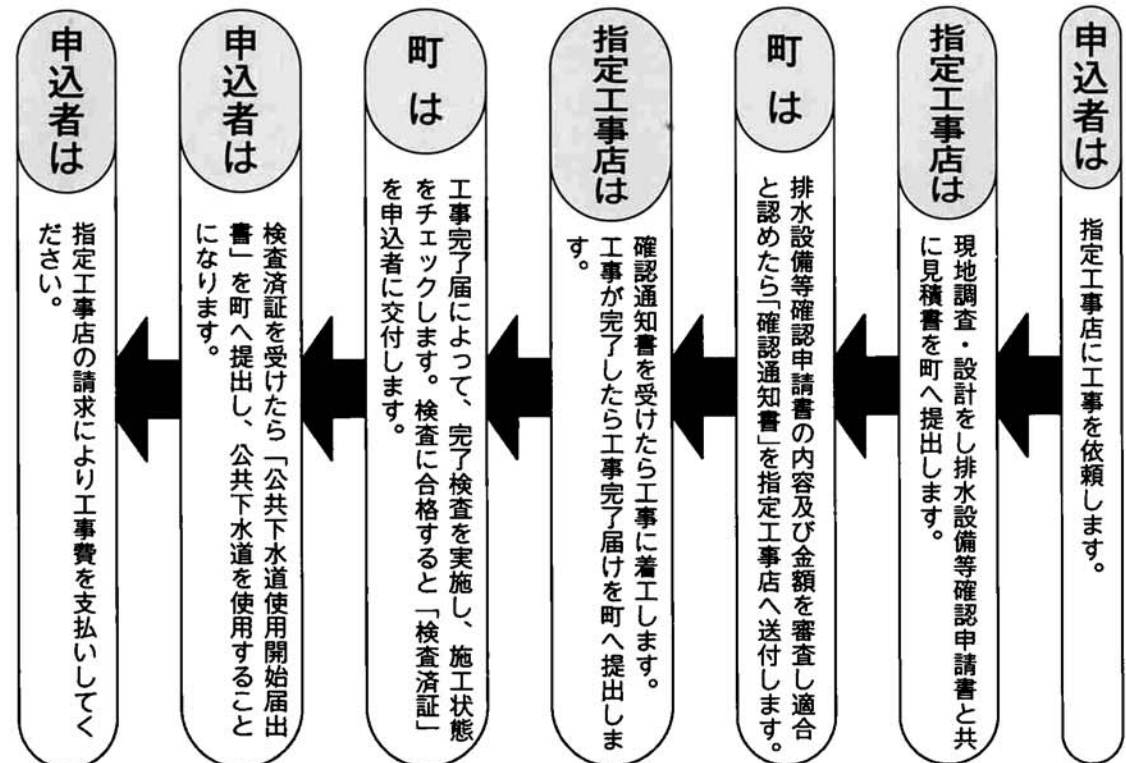 申込者は
指定工事店に工事を依頼します。
指定工事店は
現地調査・設計をし排水設備等確認申請書と共
に見積書を町へ提出します。
町は
排水設備等確認申請書の内容及び金額を審査し適合
と認めたら「確認通知書」を指定工事店へ送付します。
指定工事店は
確認通知書を受けたら工事に着工します。
工事が完了したら工事完了届けを町へ提出しま
す。
町は
工事完了届によって、完了検査を実施し、施工状態
をチェックします。検査に合格すると「検査済証」
を申込者に交付します。
申込者は
検査済証を受けたら「公共下水道使用開始届出
書」を町へ提出し、公共下水道を使用すること
になります。
申込者は
指定工事店の請求により工事費を支払いしてく
ださい。